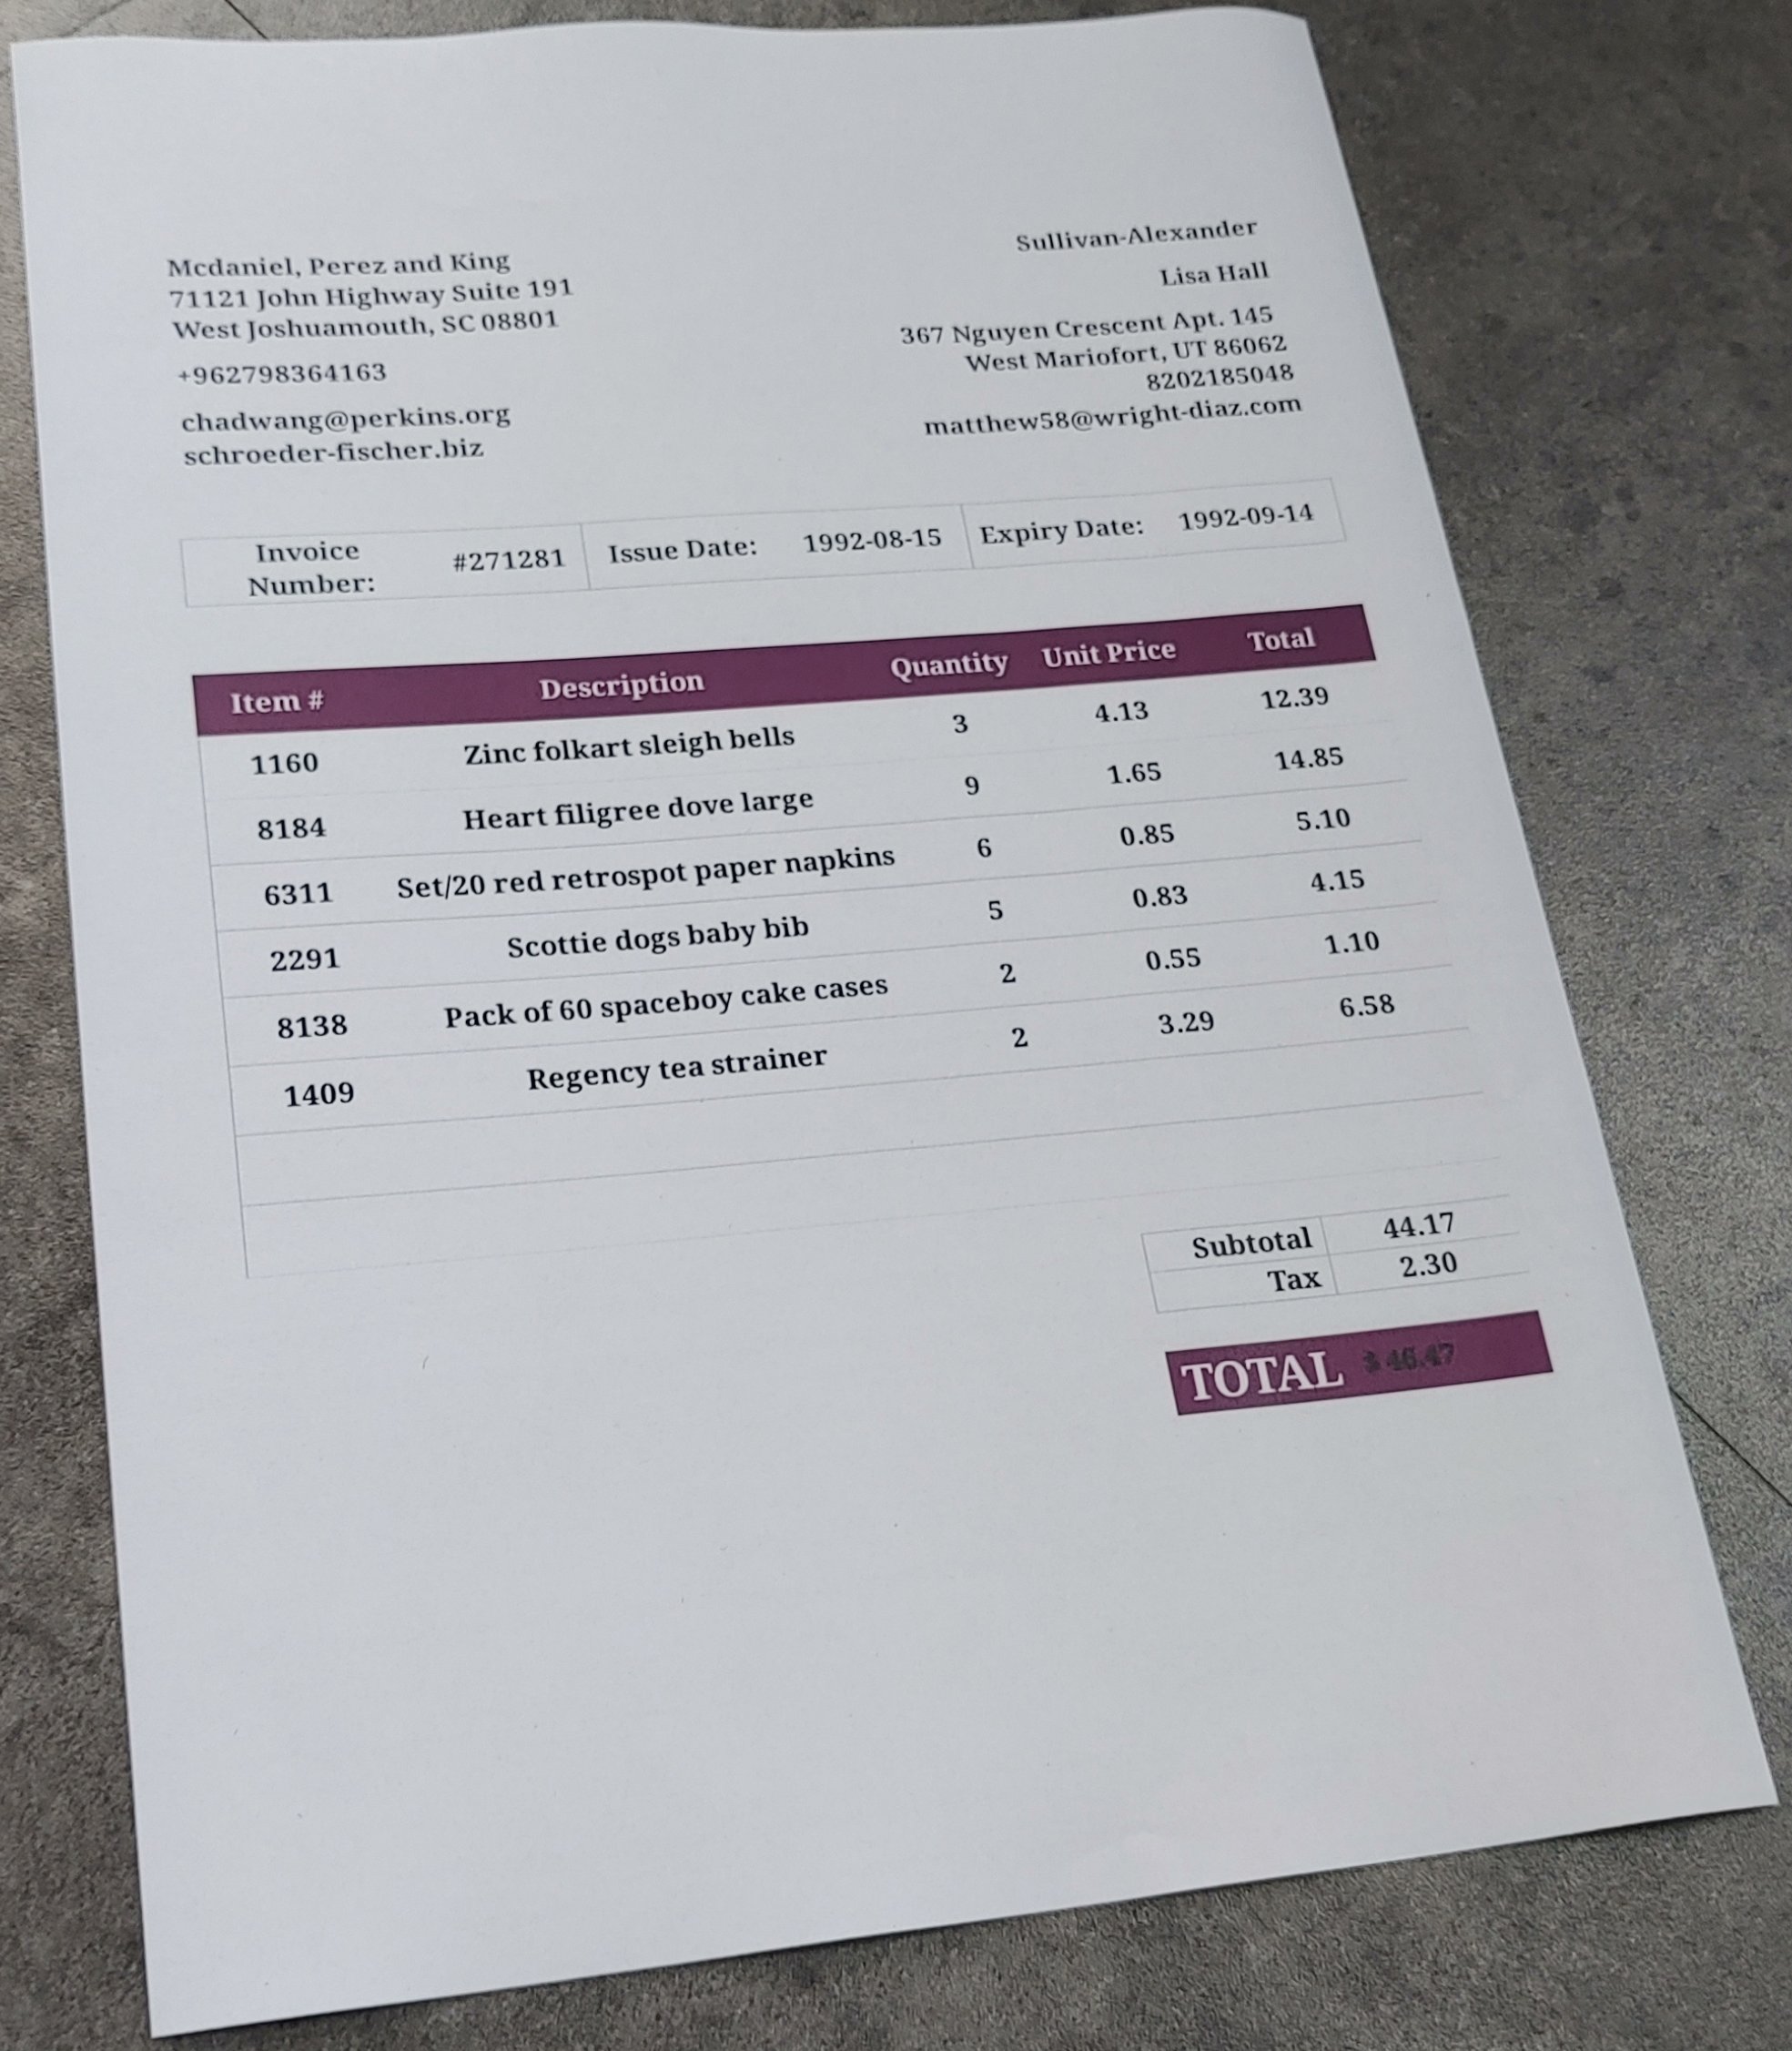 Mcdaniel, Perez and King
71121 John Highway Suite 191
West Joshuamouth, SC 08801
+962798364163
chadwang@perkins.org
schroeder-fischer.biz
Sullivan-Alexander
Lisa Hall
367 Nguyen Crescent Apt. 145
West Mariofort, UT 86062
8202185048
matthew58@wright-diaz.com
Invoice Number: #271281 Issue Date: 1992-08-15 Expiry Date: 1992-09-14
Item # Description Quantity Unit Price Total
1160 Zinc folkart sleigh bells 3 4.13 12.39
8184 Heart filigree dove large 9 1.65 14.85
6311 Set/20 red retrospot paper napkins 6 0.85 5.10
2291 Scottie dogs baby bib 5 0.83 4.15
8138 Pack of 60 spaceboy cake cases 2 0.55 1.10
1409 Regency tea strainer 2 3.29 6.58
Subtotal 44.17
Tax 2.30
TOTAL $ 46.47